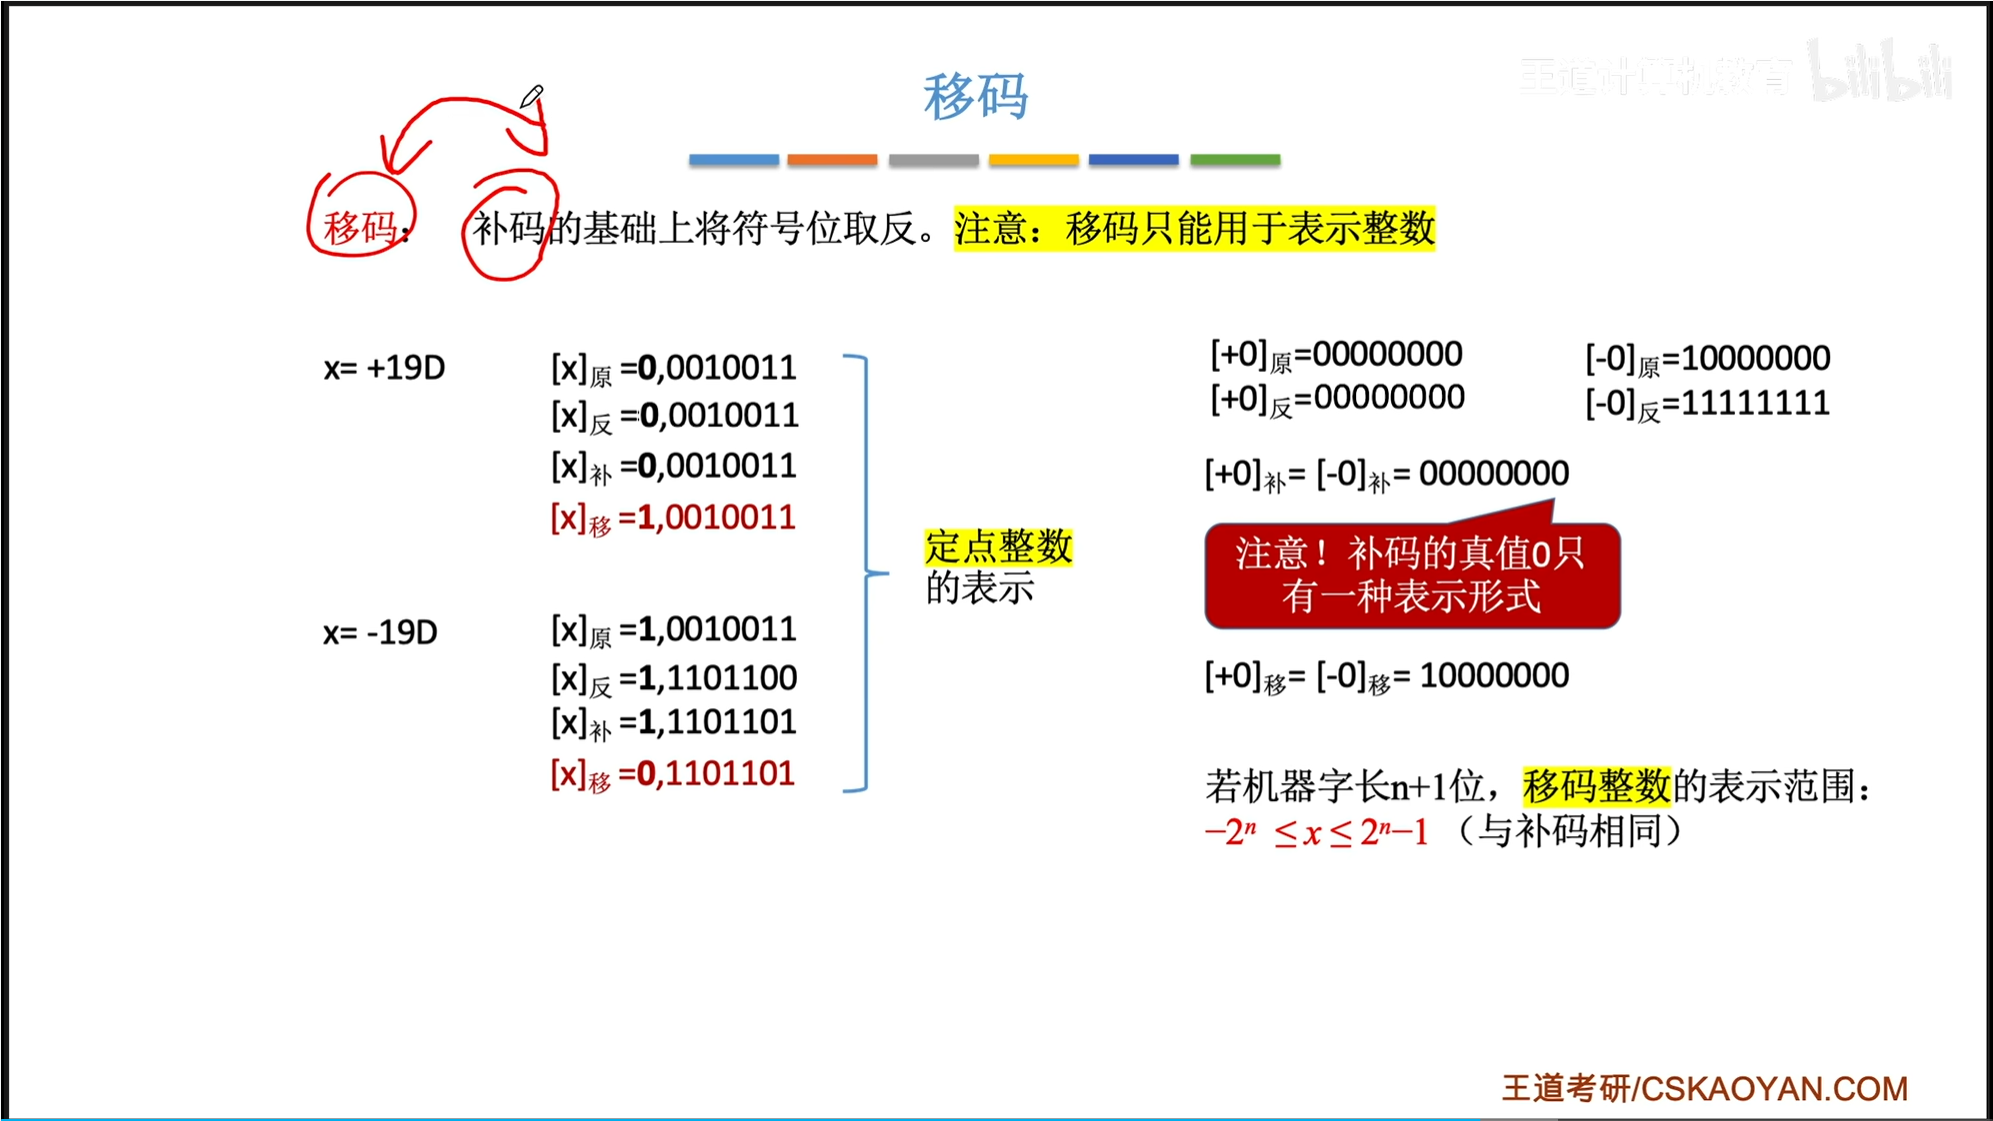 王道计算机教育 bilibili
移码
移码： 补码的基础上将符号位取反。注意：移码只能用于表示整数
x= +19D
[x]原 =0,0010011
[x]反 =0,0010011
[x]补 =0,0010011
[x]移 =1,0010011
x= -19D
[x]原 =1,0010011
[x]反 =1,1101100
[x]补 =1,1101101
[x]移 =0,1101101
定点整数
的表示
[+0]原=00000000 [-0]原=10000000
[+0]反=00000000 [-0]反=11111111
[+0]补= [-0]补= 00000000
注意！补码的真值0只
有一种表示形式
[+0]移= [-0]移= 10000000
若机器字长n+1位，移码整数的表示范围：
−2ⁿ ≤ x ≤ 2ⁿ−1 （与补码相同）
王道考研/CSKAOYAN.COM